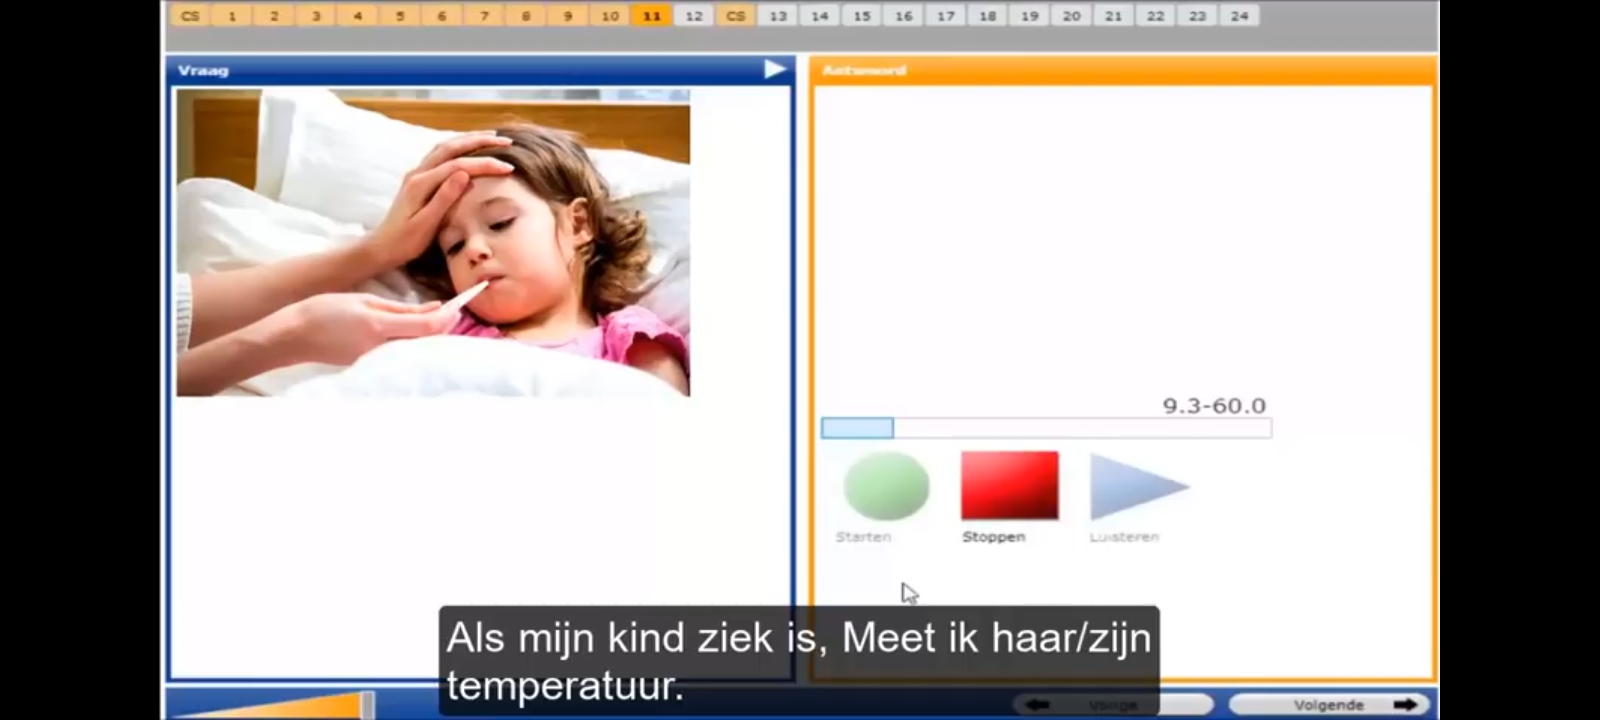 CS 1 2 3 4 5 6 7 8 9 10 11 12 CS 13 14 15 16 17 18 19 20 21 22 23 24
Vraag
Antwoord
9.3-60.0
Starten Stoppen Luisteren
Als mijn kind ziek is, Meet ik haar/zijn
temperatuur.
Vorige Volgende